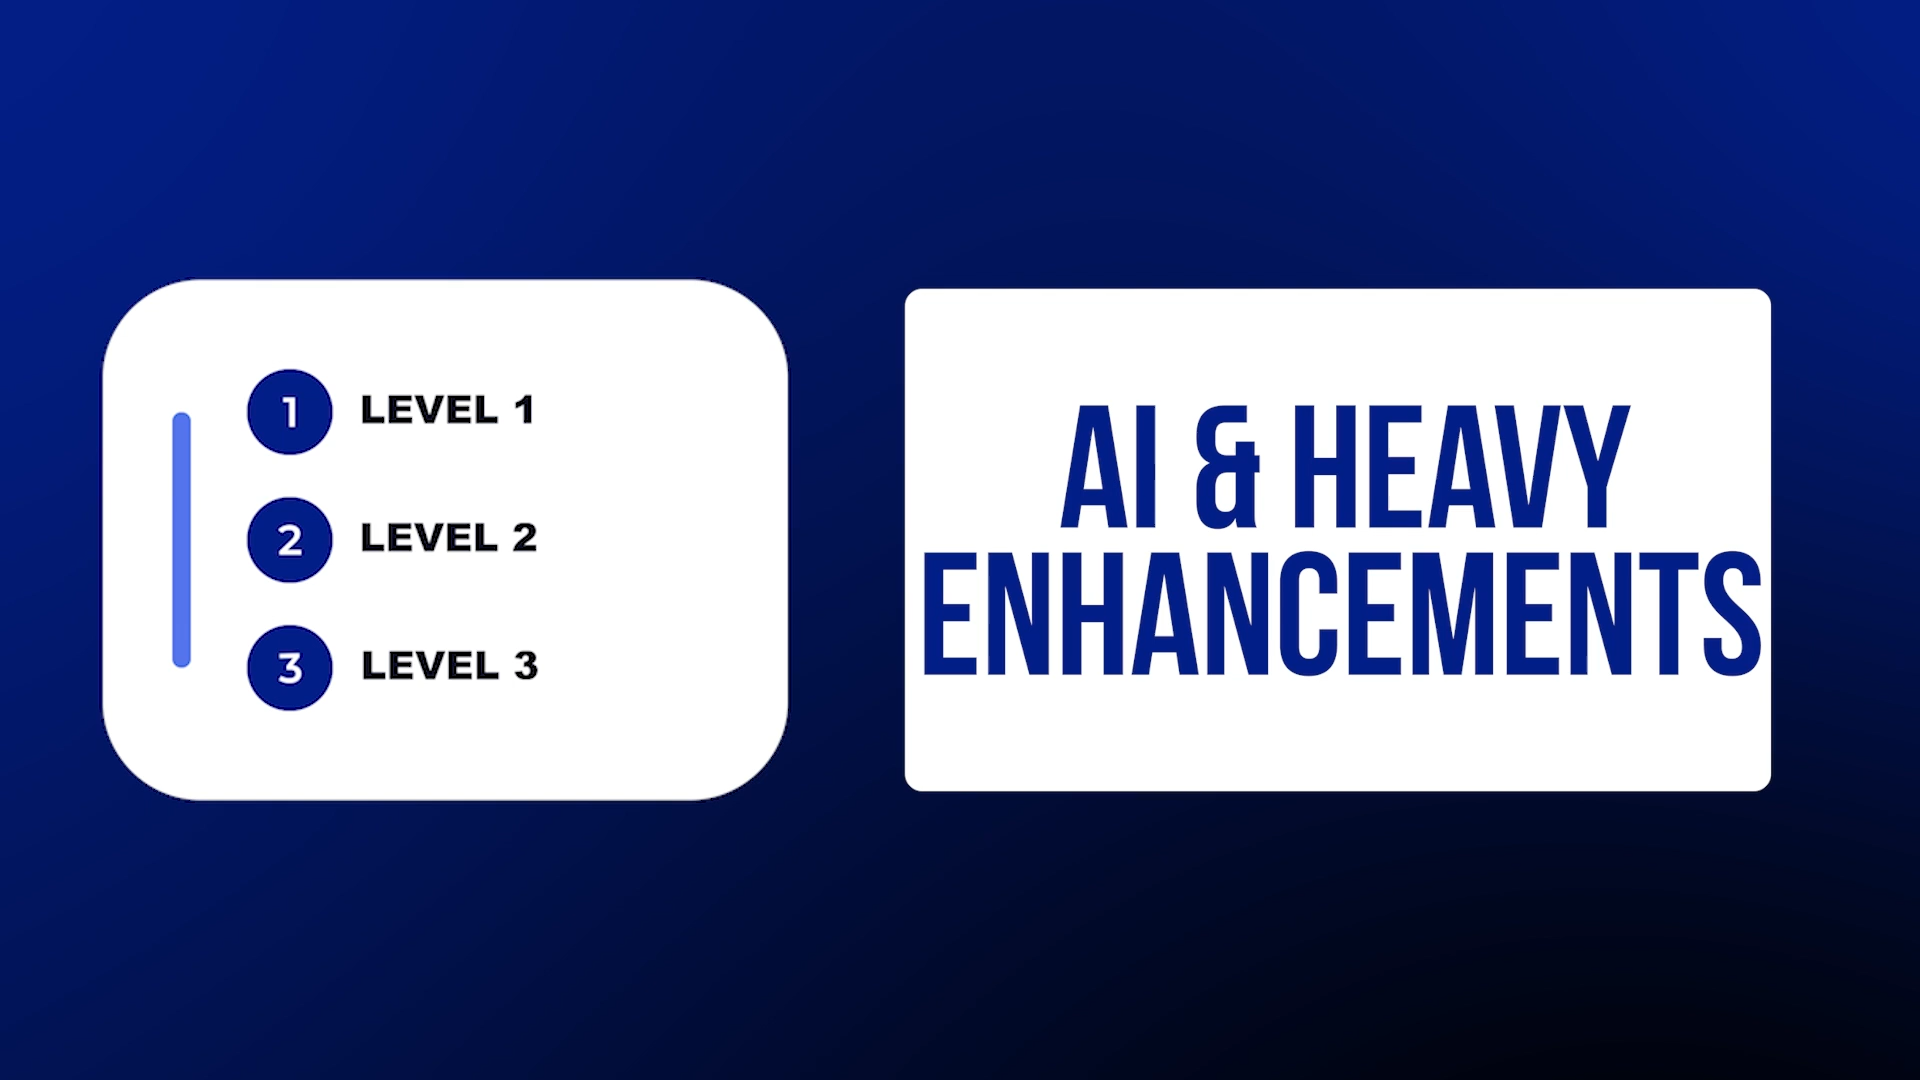 1 LEVEL 1
2 LEVEL 2
3 LEVEL 3
AI & HEAVY
ENHANCEMENTS